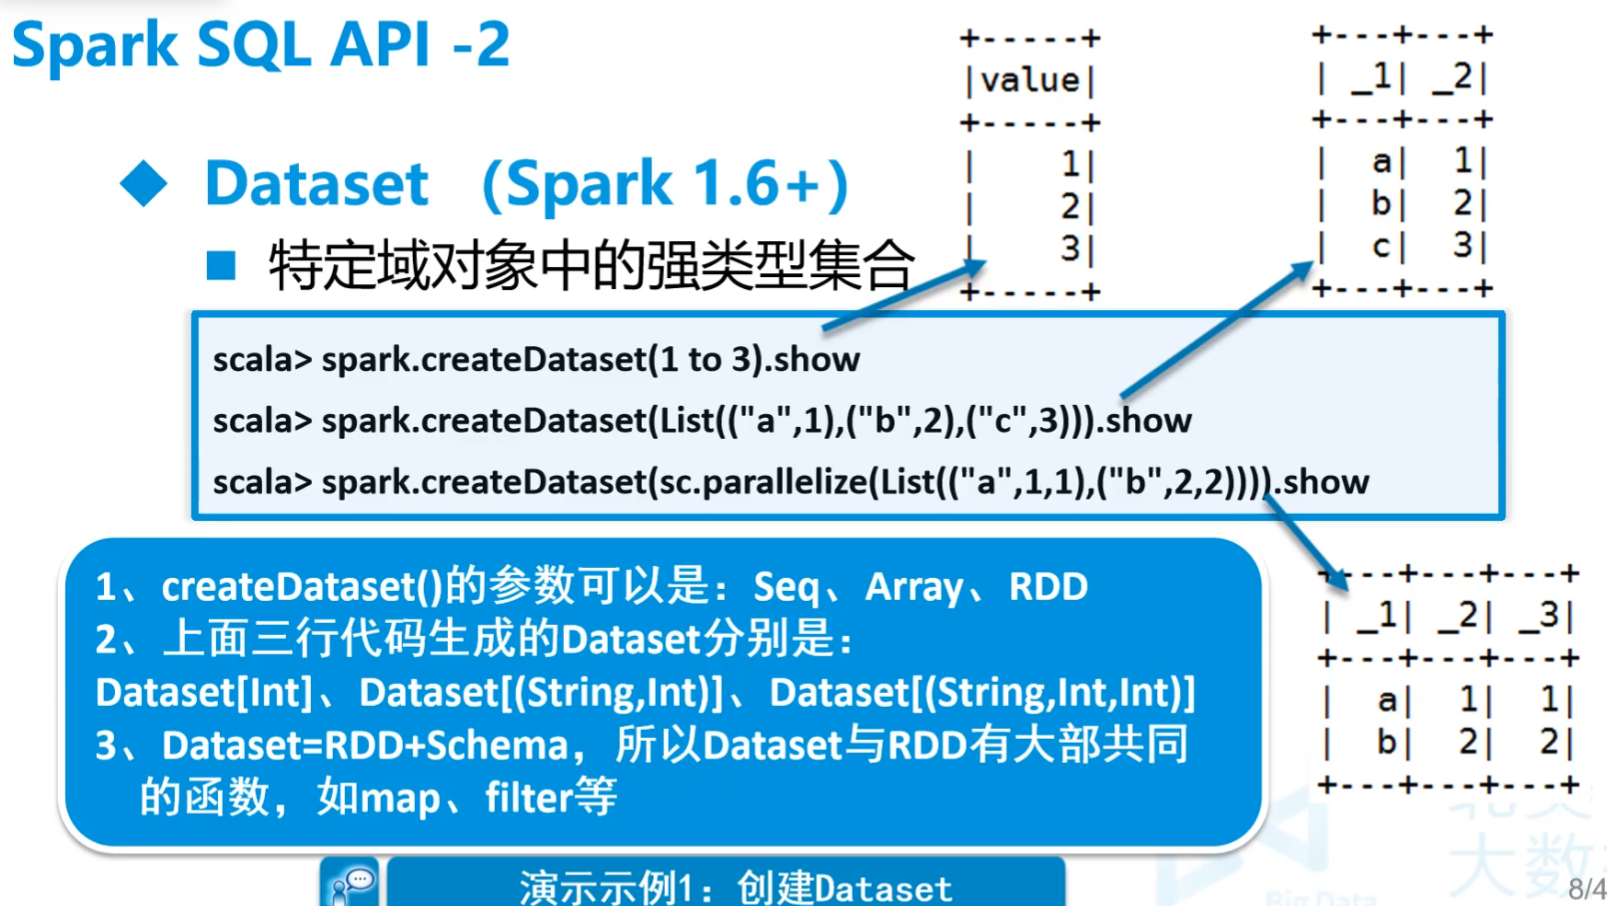 Spark SQL API -2
+-----+
|value|
+-----+
|    1|
|    2|
|    3|
+-----+
+---+---+
| _1| _2|
+---+---+
|  a|  1|
|  b|  2|
|  c|  3|
+---+---+
Dataset （Spark 1.6+）
特定域对象中的强类型集合
scala> spark.createDataset(1 to 3).show
scala> spark.createDataset(List(("a",1),("b",2),("c",3))).show
scala> spark.createDataset(sc.parallelize(List(("a",1,1),("b",2,2)))).show
1、createDataset()的参数可以是：Seq、Array、RDD
2、上面三行代码生成的Dataset分别是：
Dataset[Int]、Dataset[(String,Int)]、Dataset[(String,Int,Int)]
3、Dataset=RDD+Schema，所以Dataset与RDD有大部共同
的函数，如map、filter等
+---+---+---+
| _1| _2| _3|
+---+---+---+
|  a|  1|  1|
|  b|  2|  2|
+---+---+---+
演示示例1：创建Dataset
大数
Big Data
8/4